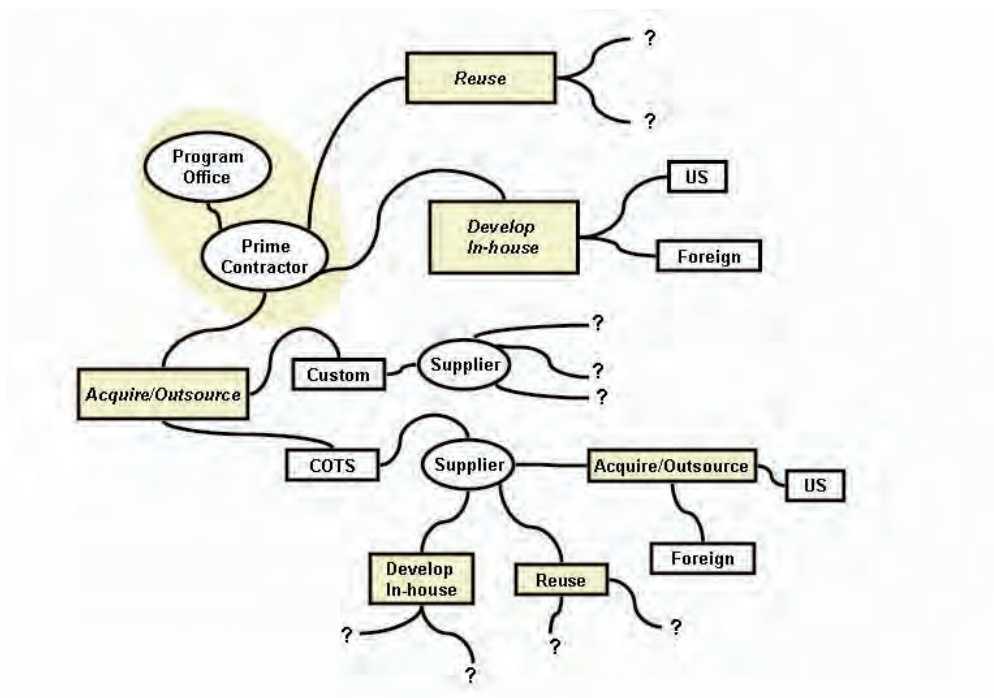 ?
Reuse
?
Program
Office
US
Develop
In-house
Prime
Contractor
Foreign
?
Supplier
Custom
?
?
Acquire/Outsource
COTS
Supplier
Acquire/Outsource
US
Foreign
Develop
In-house
Reuse
?
?
?
?